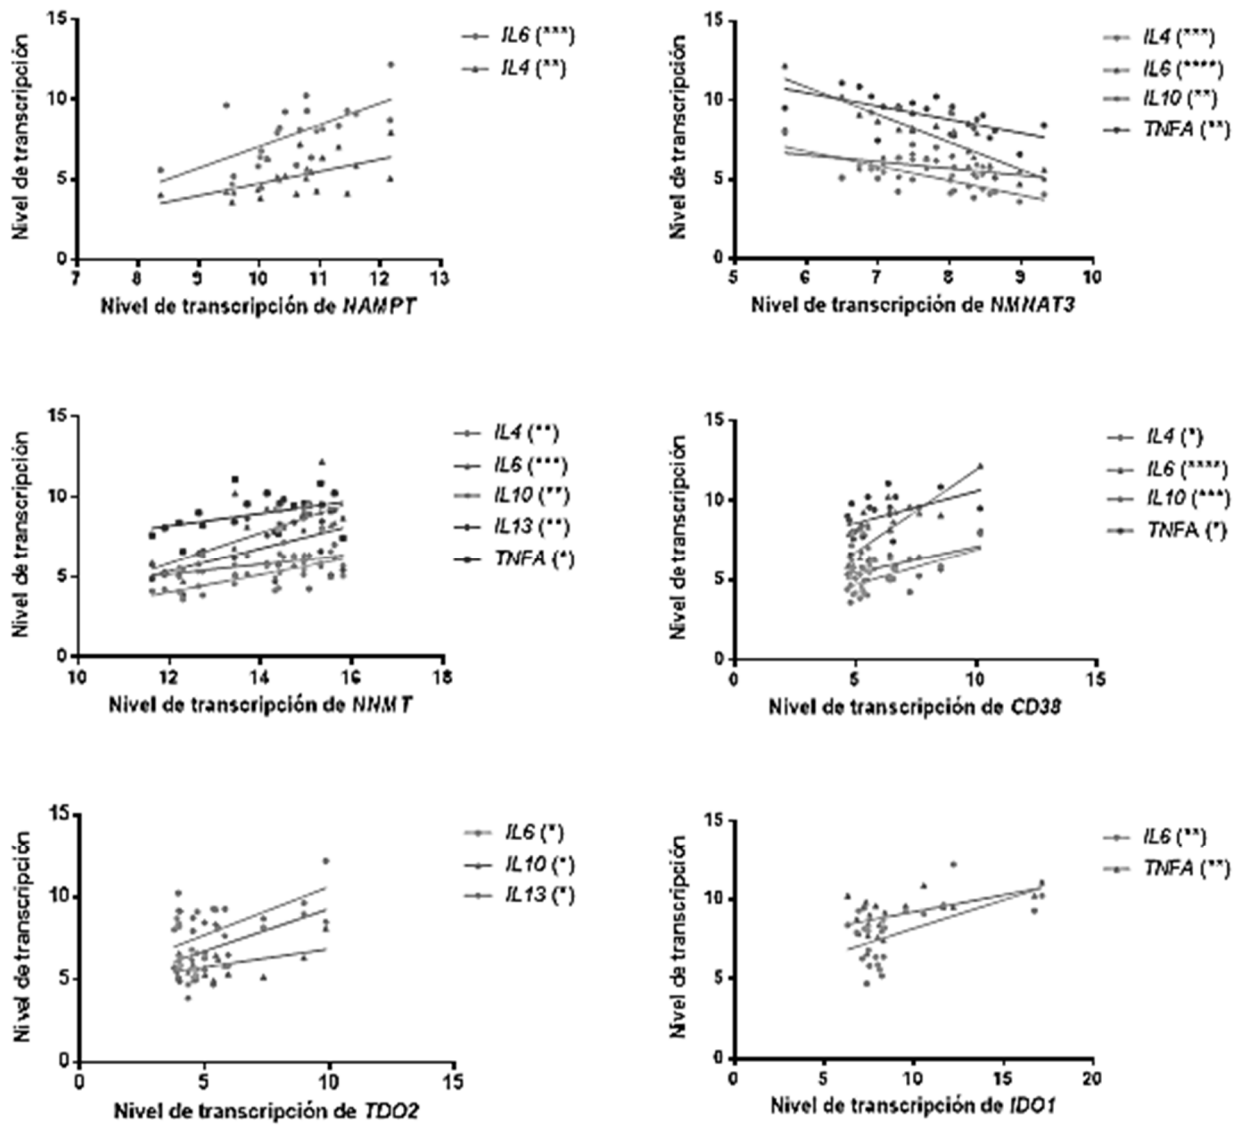 15
10
5
0
7 8 9 10 11 12 13
Nivel de transcripción
Nivel de transcripción de NAMPT
IL6 (***)
IL4 (**)
15
10
5
0
5 6 7 8 9 10
Nivel de transcripción
Nivel de transcripción de NMNAT3
IL4 (***)
IL6 (****)
IL10 (**)
TNFA (**)
15
10
5
0
10 12 14 16 18
Nivel de transcripción
Nivel de transcripción de NNMT
IL4 (**)
IL6 (***)
IL10 (**)
IL13 (**)
TNFA (*)
15
10
5
0
0 5 10 15
Nivel de transcripción
Nivel de transcripción de CD38
IL4 (*)
IL6 (****)
IL10 (***)
TNFA (*)
15
10
5
0
0 5 10 15
Nivel de transcripción
Nivel de transcripción de TDO2
IL6 (*)
IL10 (*)
IL13 (*)
15
10
5
0
0 5 10 15 20
Nivel de transcripción
Nivel de transcripción de IDO1
IL6 (**)
TNFA (**)